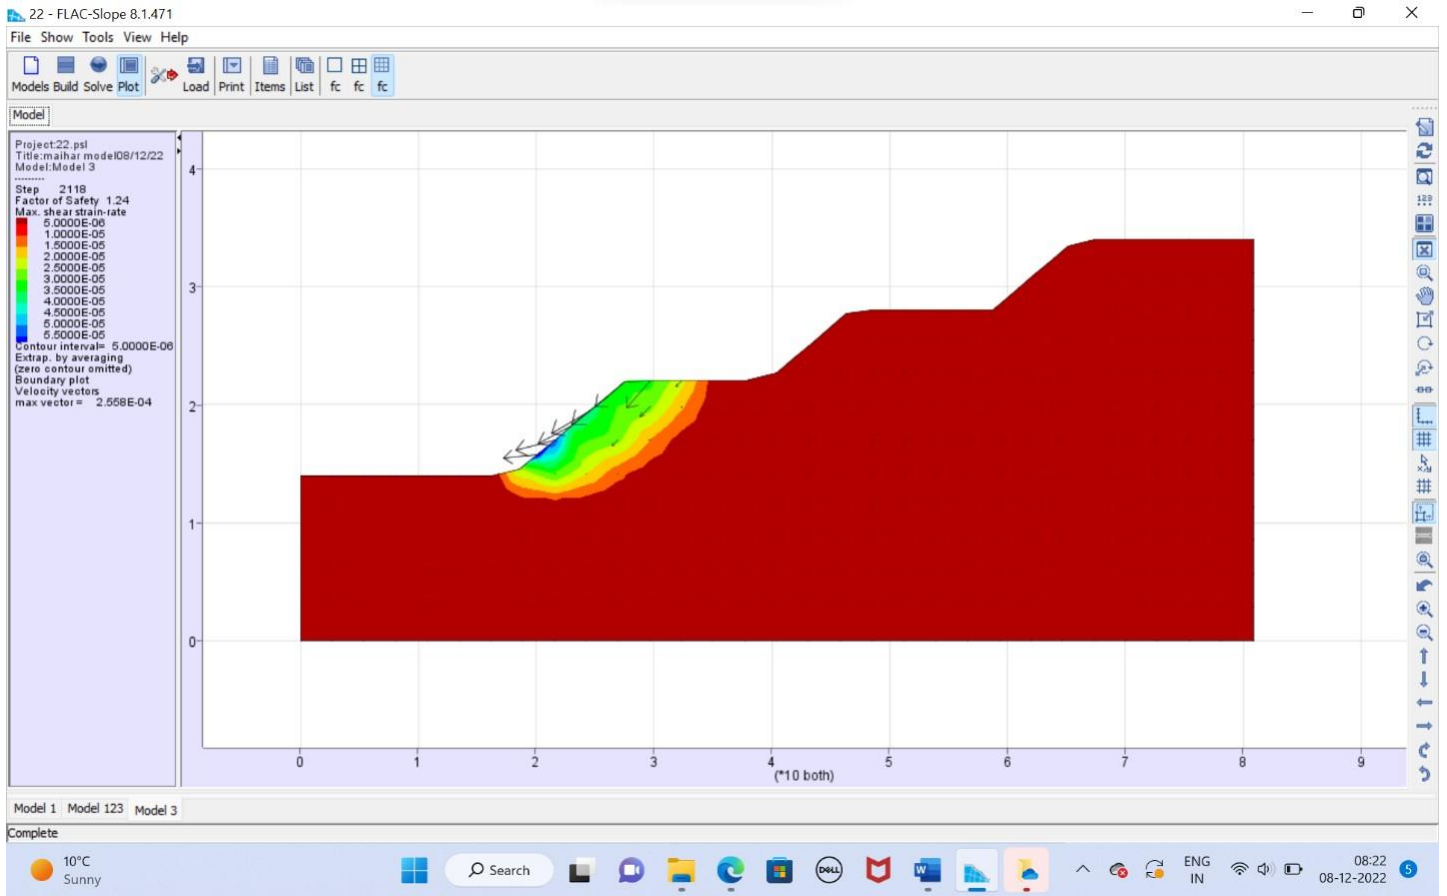 22 - FLAC-Slope 8.1.471
File Show Tools View Help
Models Build Solve Plot Load Print Items List fc fc fc
Model
Project:22.psl
Title:maihar model08/12/22
Model:Model 3
---------
Step 2118
Factor of Safety 1.24
Max. shear strain-rate
5.0000E-06
1.0000E-05
1.5000E-05
2.0000E-05
2.5000E-05
3.0000E-05
3.5000E-05
4.0000E-05
4.5000E-05
5.0000E-05
5.5000E-05
Contour interval= 5.0000E-06
Extrap. by averaging
(zero contour omitted)
Boundary plot
Velocity vectors
max vector = 2.558E-04
4
3
2
1
0
0 1 2 3 4 5 6 7 8 9
(*10 both)
123
x,y
Model 1 Model 123 Model 3
Complete
10°C
Sunny
Search
DELL
W
ENG
IN
08:22
08-12-2022
5